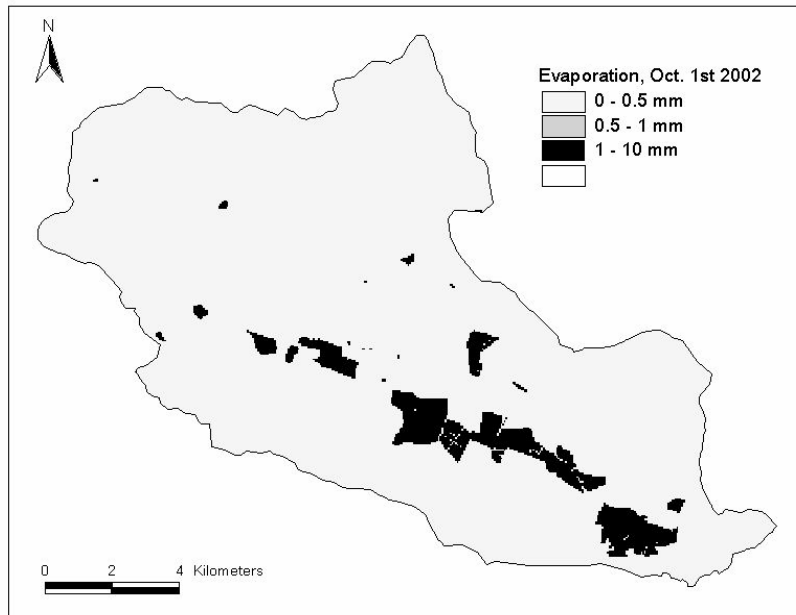 N
Evaporation, Oct. 1st 2002
0 - 0.5 mm
0.5 - 1 mm
1 - 10 mm
0 2 4 Kilometers